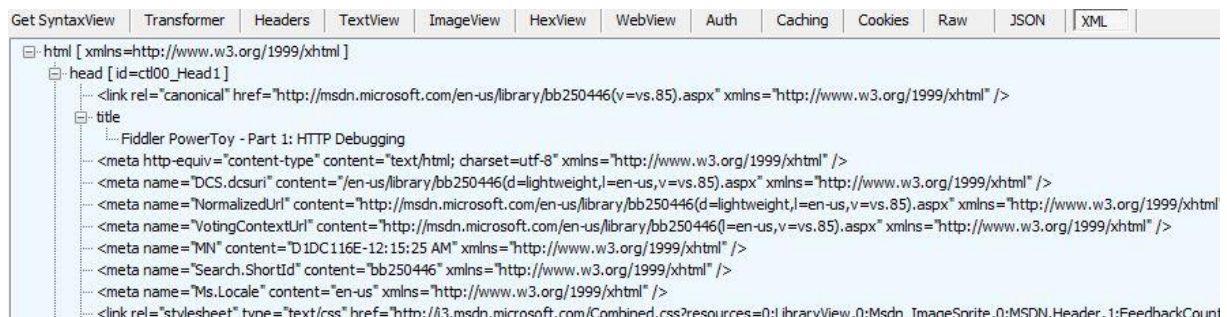 Get SyntaxView Transformer Headers TextView ImageView HexView WebView Auth Caching Cookies Raw JSON XML
html [ xmlns=http://www.w3.org/1999/xhtml ]
head [ id=ctl00_Head1 ]
<link rel="canonical" href="http://msdn.microsoft.com/en-us/library/bb250446(v=vs.85).aspx" xmlns="http://www.w3.org/1999/xhtml" />
title
Fiddler PowerToy - Part 1: HTTP Debugging
<meta http-equiv="content-type" content="text/html; charset=utf-8" xmlns="http://www.w3.org/1999/xhtml" />
<meta name="DCS.dcsuri" content="/en-us/library/bb250446(d=lightweight,l=en-us,v=vs.85).aspx" xmlns="http://www.w3.org/1999/xhtml" />
<meta name="NormalizedUrl" content="http://msdn.microsoft.com/en-us/library/bb250446(d=lightweight,l=en-us,v=vs.85).aspx" xmlns="http://www.w3.org/1999/xhtml
<meta name="VotingContextUrl" content="http://msdn.microsoft.com/en-us/library/bb250446(l=en-us,v=vs.85).aspx" xmlns="http://www.w3.org/1999/xhtml" />
<meta name="MN" content="D1DC116E-12:15:25 AM" xmlns="http://www.w3.org/1999/xhtml" />
<meta name="Search.ShortId" content="bb250446" xmlns="http://www.w3.org/1999/xhtml" />
<meta name="Ms.Locale" content="en-us" xmlns="http://www.w3.org/1999/xhtml" />
<link rel="stylesheet" type="text/css" href="http://i3.msdn.microsoft.com/Combined.css?resources=0:LibraryView,0:Msdn_ImageSprite,0:MSDN.Header,1:FeedbackCount